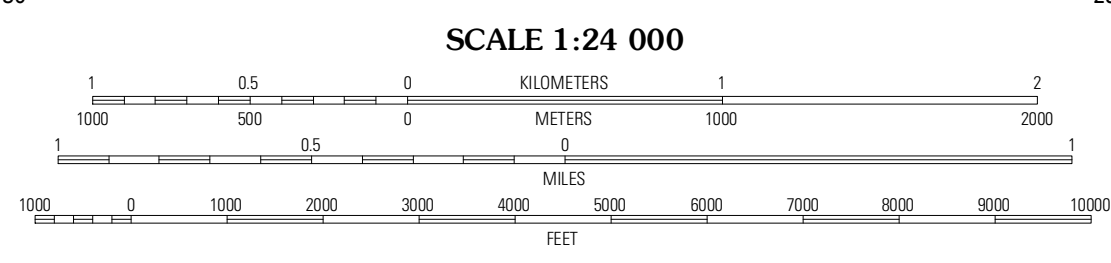 SCALE 1:24 000
1 0.5 0 KILOMETERS 1 2
1000 500 0 METERS 1000 2000
1 0.5 0 1
MILES
1000 0 1000 2000 3000 4000 5000 6000 7000 8000 9000 10000
FEET